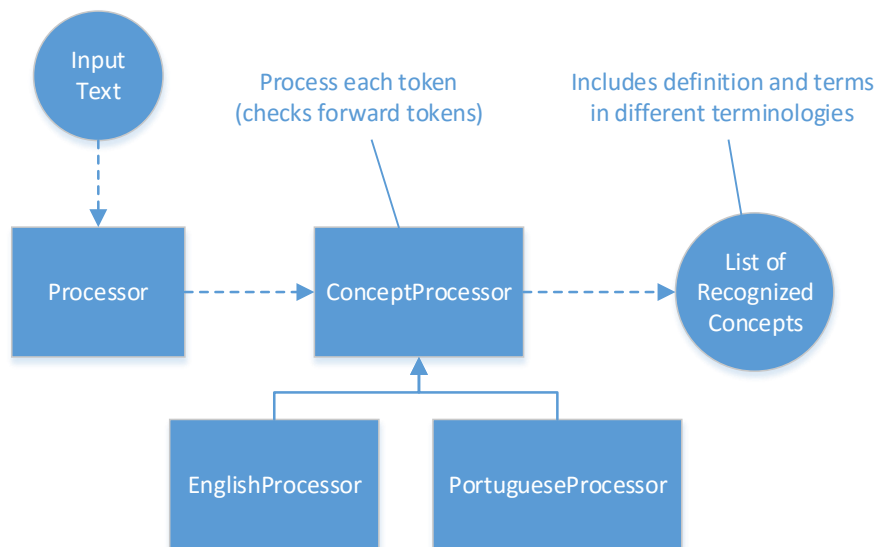 Input
Text
Process each token
(checks forward tokens)
Includes definition and terms
in different terminologies
Processor
ConceptProcessor
List of
Recognized
Concepts
EnglishProcessor
PortugueseProcessor